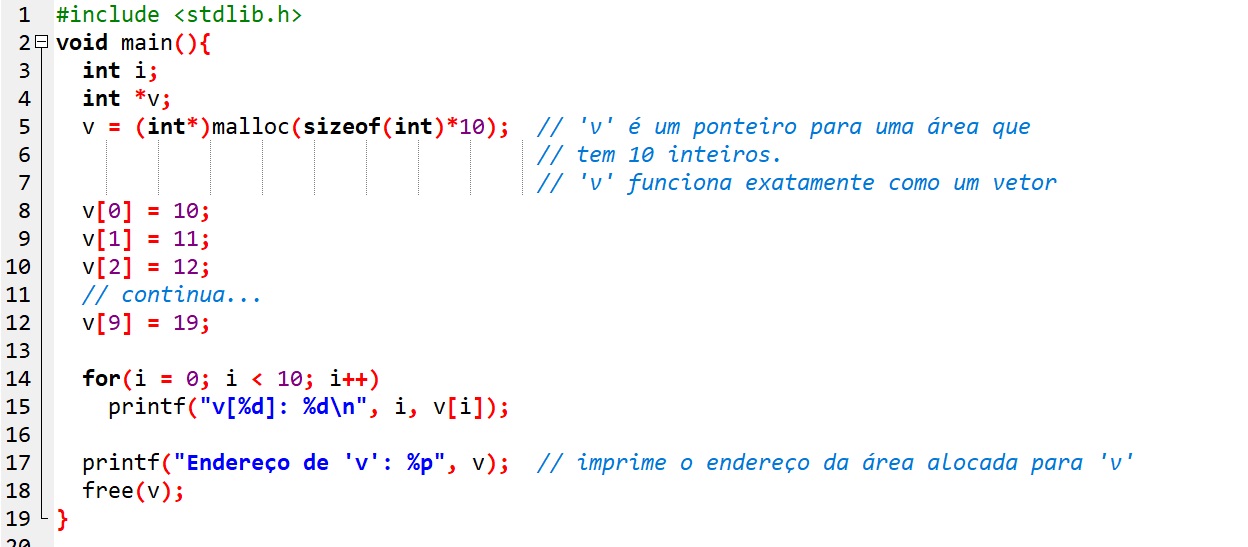 1 #include <stdlib.h>
2 void main(){
3 int i;
4 int *v;
5 v = (int*)malloc(sizeof(int)*10); // 'v' é um ponteiro para uma área que
6 // tem 10 inteiros.
7 // 'v' funciona exatamente como um vetor
8 v[0] = 10;
9 v[1] = 11;
10 v[2] = 12;
11 // continua...
12 v[9] = 19;
13
14 for(i = 0; i < 10; i++)
15 printf("v[%d]: %d\n", i, v[i]);
16
17 printf("Endereço de 'v': %p", v); // imprime o endereço da área alocada para 'v'
18 free(v);
19 }
20